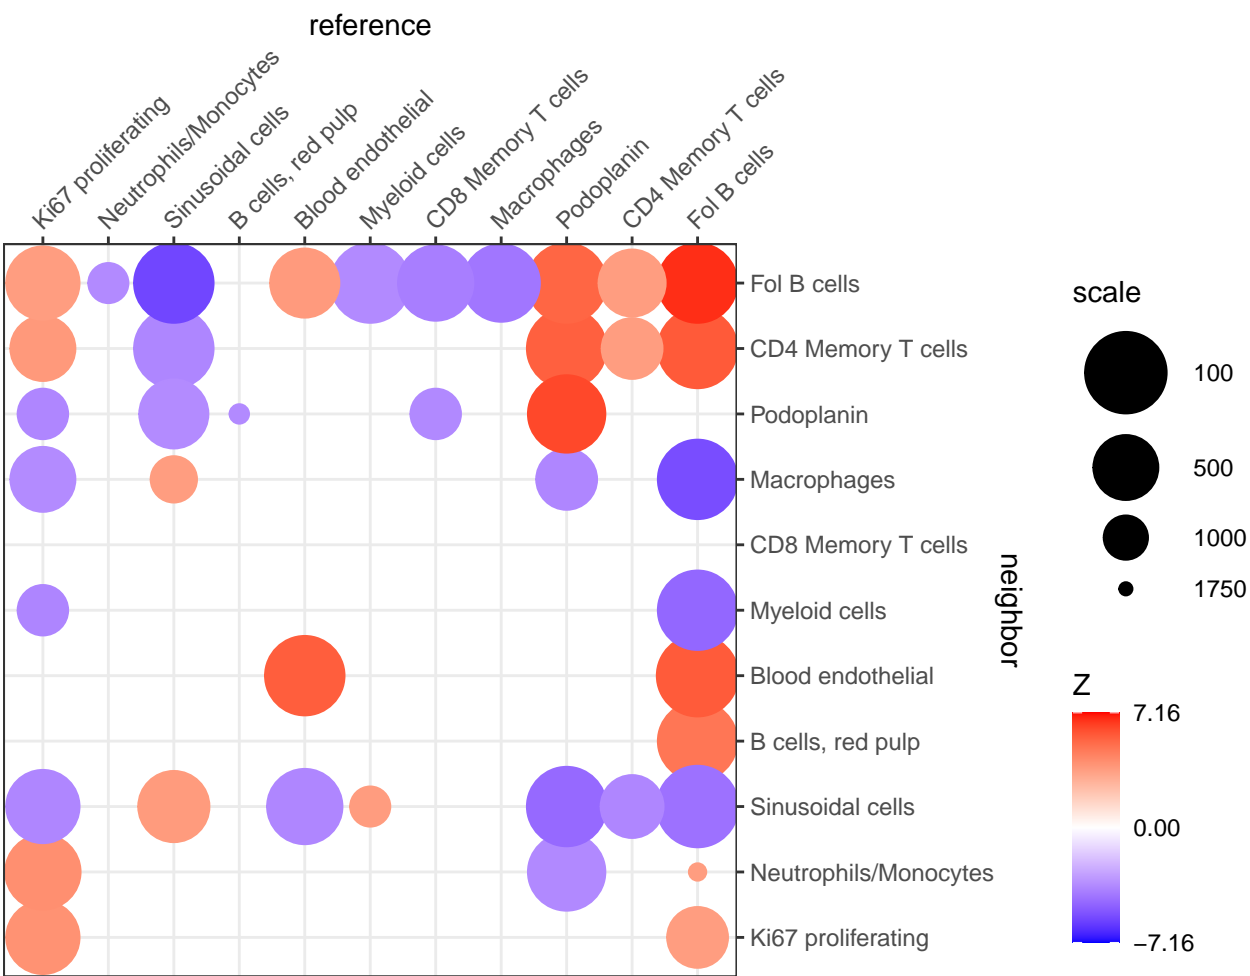 reference
Ki67 proliferating
Neutrophils/Monocytes
Sinusoidal cells
B cells, red pulp
Blood endothelial
Myeloid cells
CD8 Memory T cells
Macrophages
Podoplanin
CD4 Memory T cells
Fol B cells
Fol B cells
CD4 Memory T cells
Podoplanin
Macrophages
CD8 Memory T cells
Myeloid cells
Blood endothelial
B cells, red pulp
Sinusoidal cells
Neutrophils/Monocytes
Ki67 proliferating
neighbor
scale
100
500
1000
1750
Z
7.16
0.00
−7.16